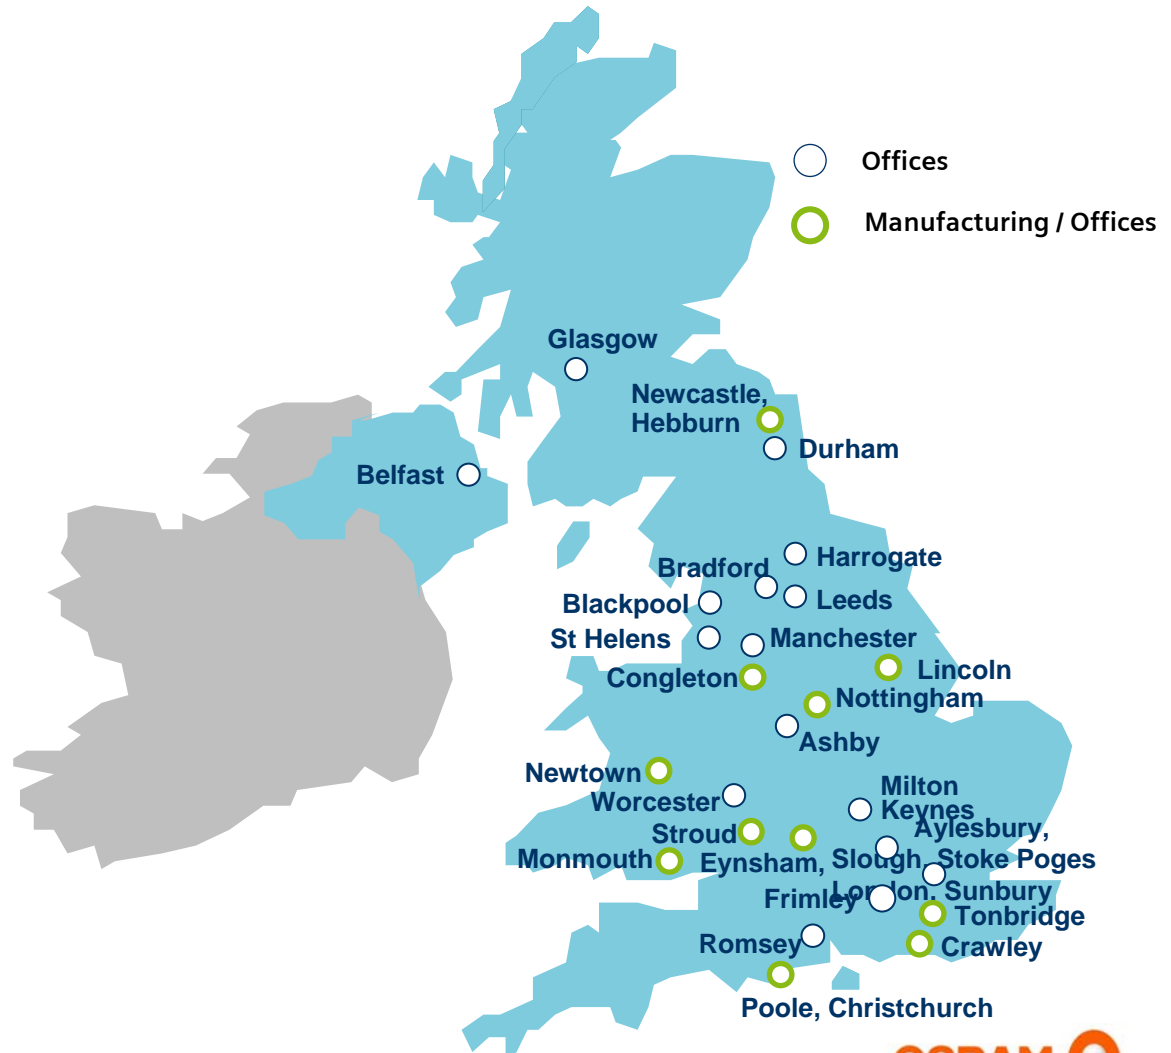 Offices
Manufacturing / Offices
Glasgow
Newcastle,
Hebburn
Durham
Belfast
Harrogate
Bradford
Leeds
Blackpool
St Helens
Manchester
Congleton
Lincoln
Nottingham
Ashby
Newtown
Worcester
Milton
Keynes
Stroud
Aylesbury,
Monmouth
Eynsham,
Slough, Stoke Poges
London, Sunbury
Frimley
Tonbridge
Romsey
Crawley
Poole, Christchurch
OSRAM